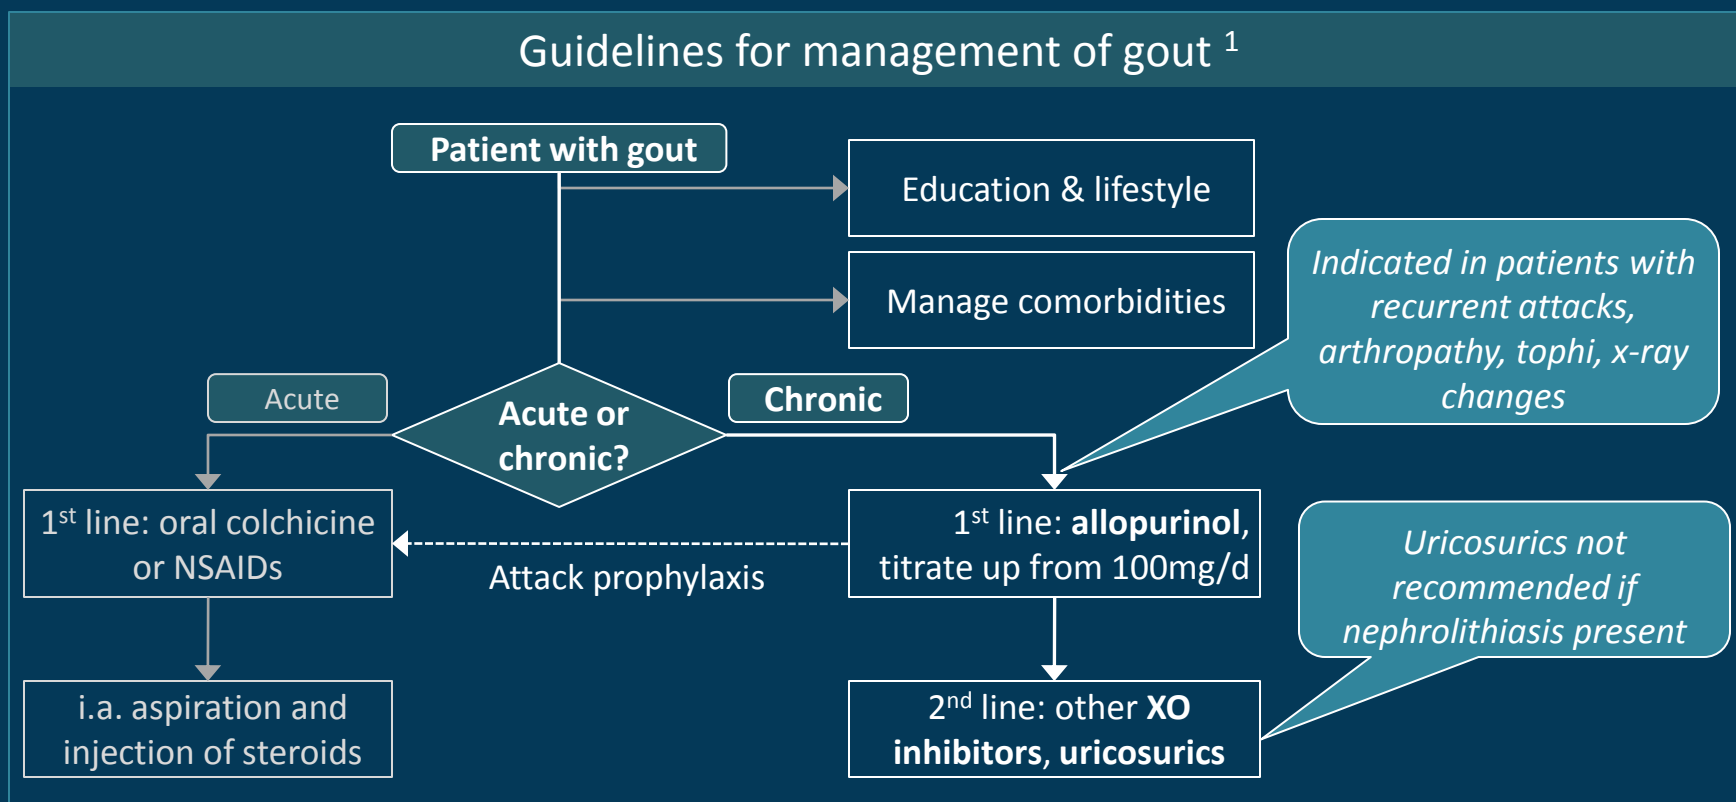 Guidelines for management of gout 1
Patient with gout
Education & lifestyle
Manage comorbidities
Indicated in patients with
recurrent attacks,
arthropathy, tophi, x-ray
changes
Acute
Acute or
chronic?
Chronic
1st line: oral colchicine
or NSAIDs
Attack prophylaxis
1st line: allopurinol,
titrate up from 100mg/d
Uricosurics not
recommended if
nephrolithiasis present
i.a. aspiration and
injection of steroids
2nd line: other XO
inhibitors, uricosurics